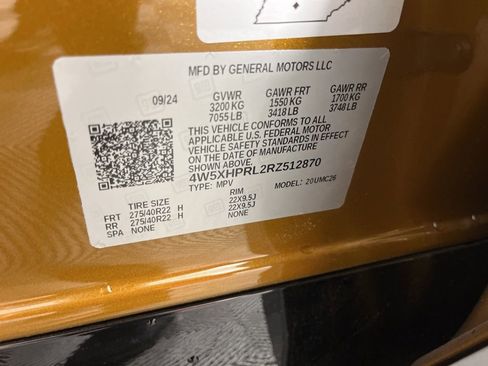 MFD BY GENERAL MOTORS LLC
09/24 GVWR GAWR FRT GAWR RR
3200 KG 1550 KG 1700 KG
7055 LB 3418 LB 3748 LB
THIS VEHICLE CONFORMS TO ALL
APPLICABLE U.S. FEDERAL MOTOR
VEHICLE SAFETY STANDARDS IN EFFECT
ON THE DATE OF MANUFACTURE
SHOWN ABOVE.
4W5XHPRL2RZ512870
TYPE: MPV MODEL: 20UMC26
TIRE SIZE RIM
FRT 275/40R22 H 22X9.5J
RR 275/40R22 H 22X9.5J
SPA NONE NONE